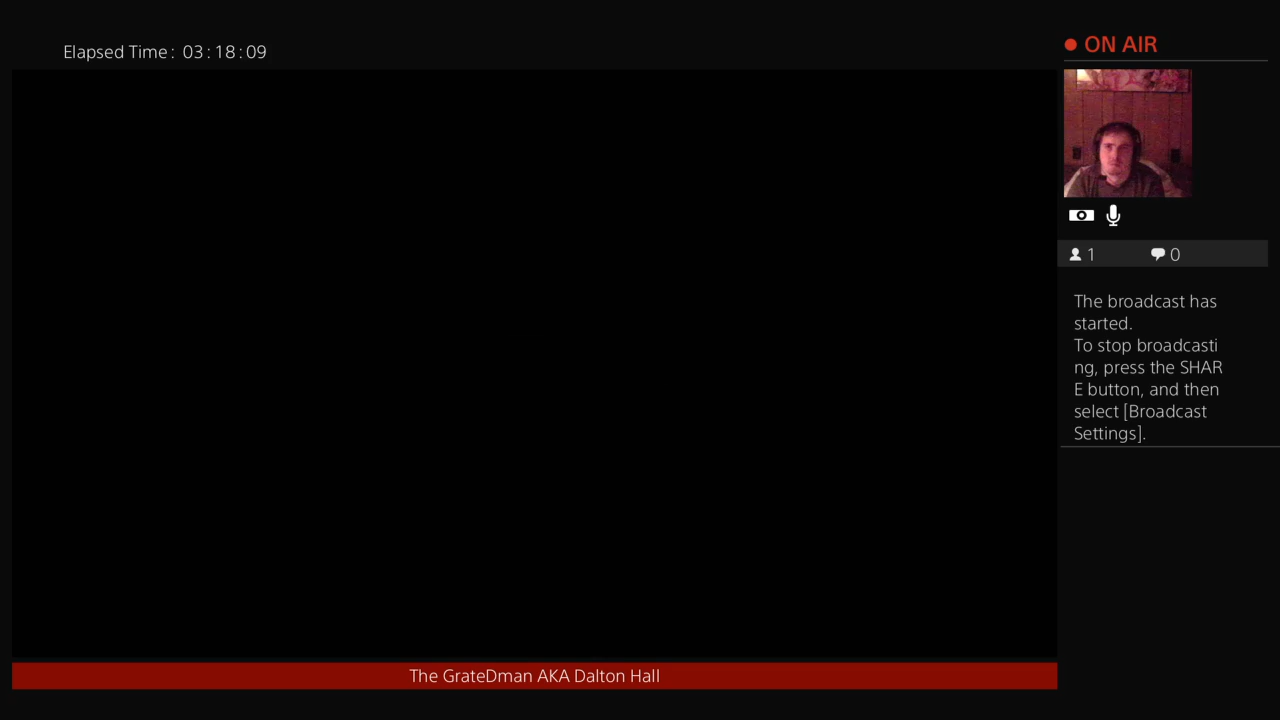 Elapsed Time: 03:18:09
ON AIR
1 0
The broadcast has
started.
To stop broadcasti
ng, press the SHAR
E button, and then
select [Broadcast
Settings].
The GrateDman AKA Dalton Hall